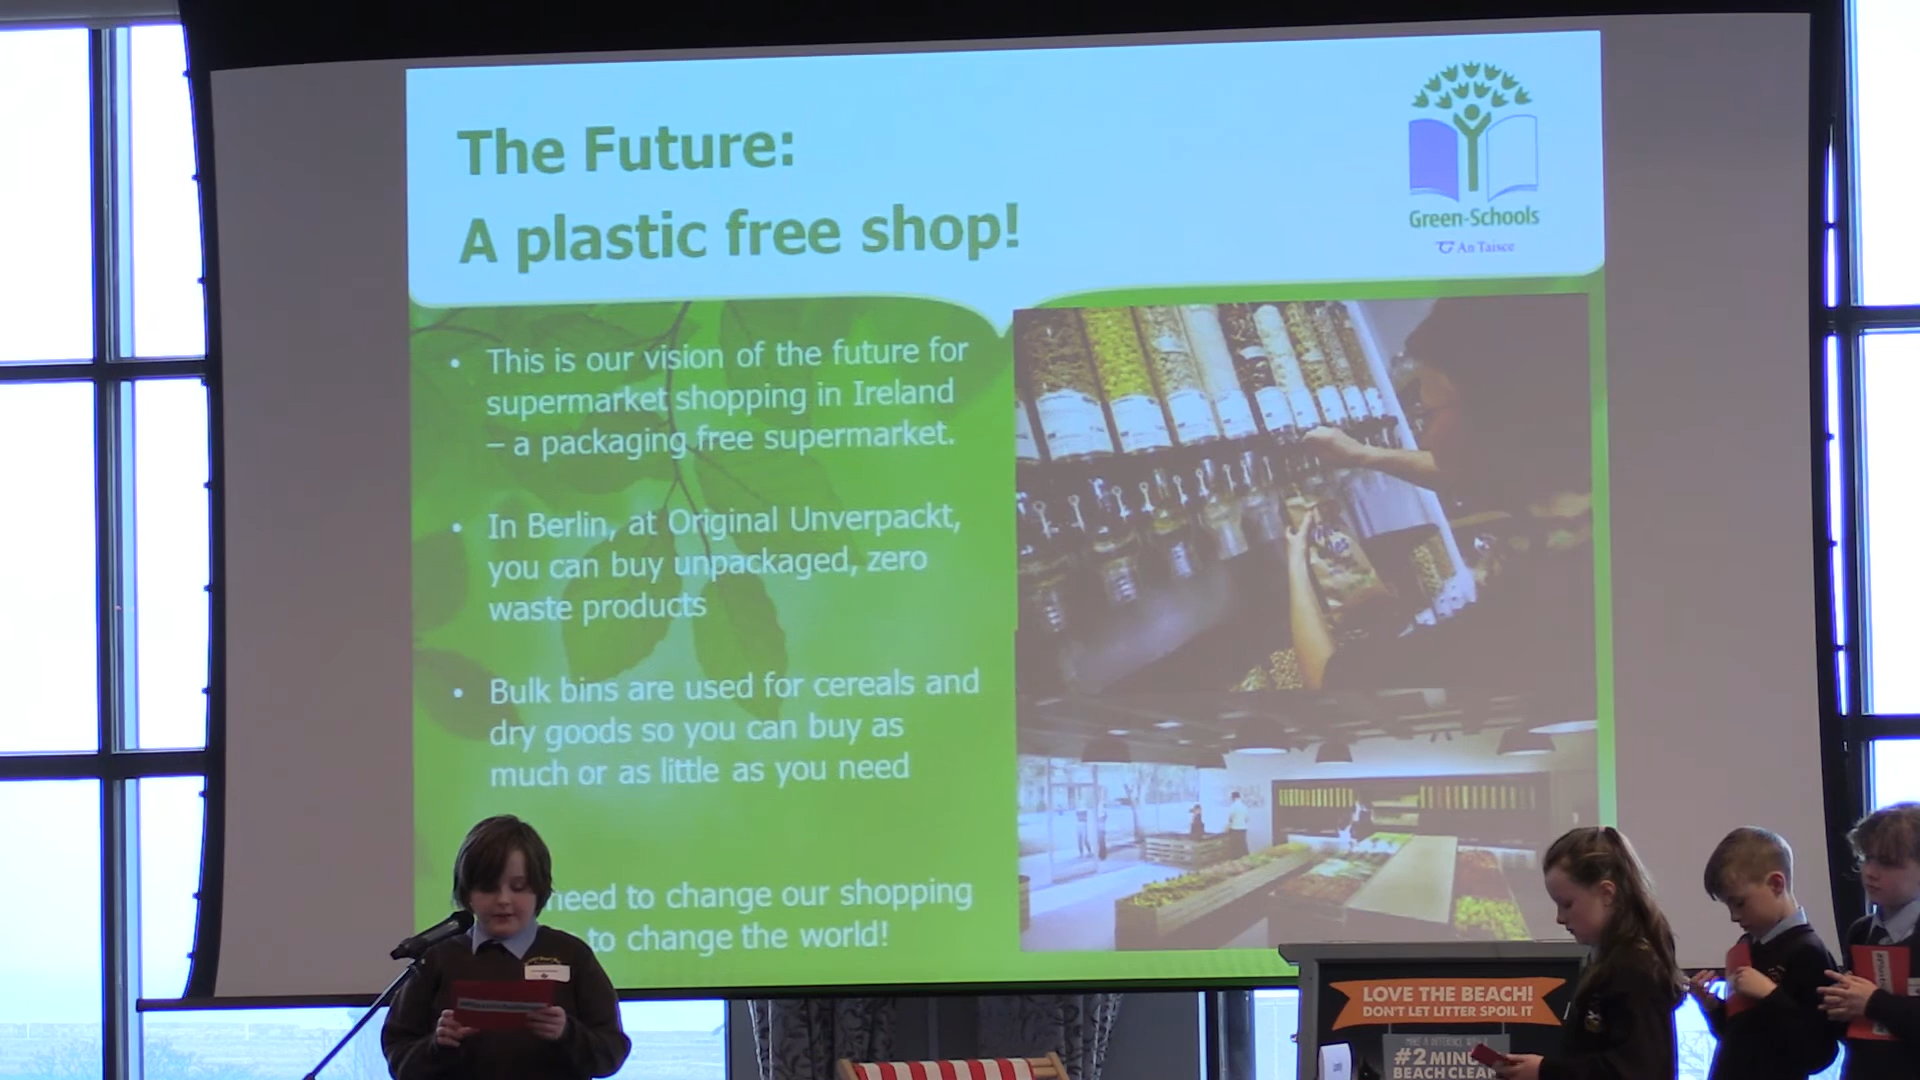 The Future:
A plastic free shop!
Green-Schools
An Taisce
• This is our vision of the future for
supermarket shopping in Ireland
– a packaging free supermarket.
• In Berlin, at Original Unverpackt,
you can buy unpackaged, zero
waste products
• Bulk bins are used for cereals and
dry goods so you can buy as
much or as little as you need
need to change our shopping
to change the world!
LOVE THE BEACH!
DON'T LET LITTER SPOIL IT
#2 MINU
BEACH CLEAN